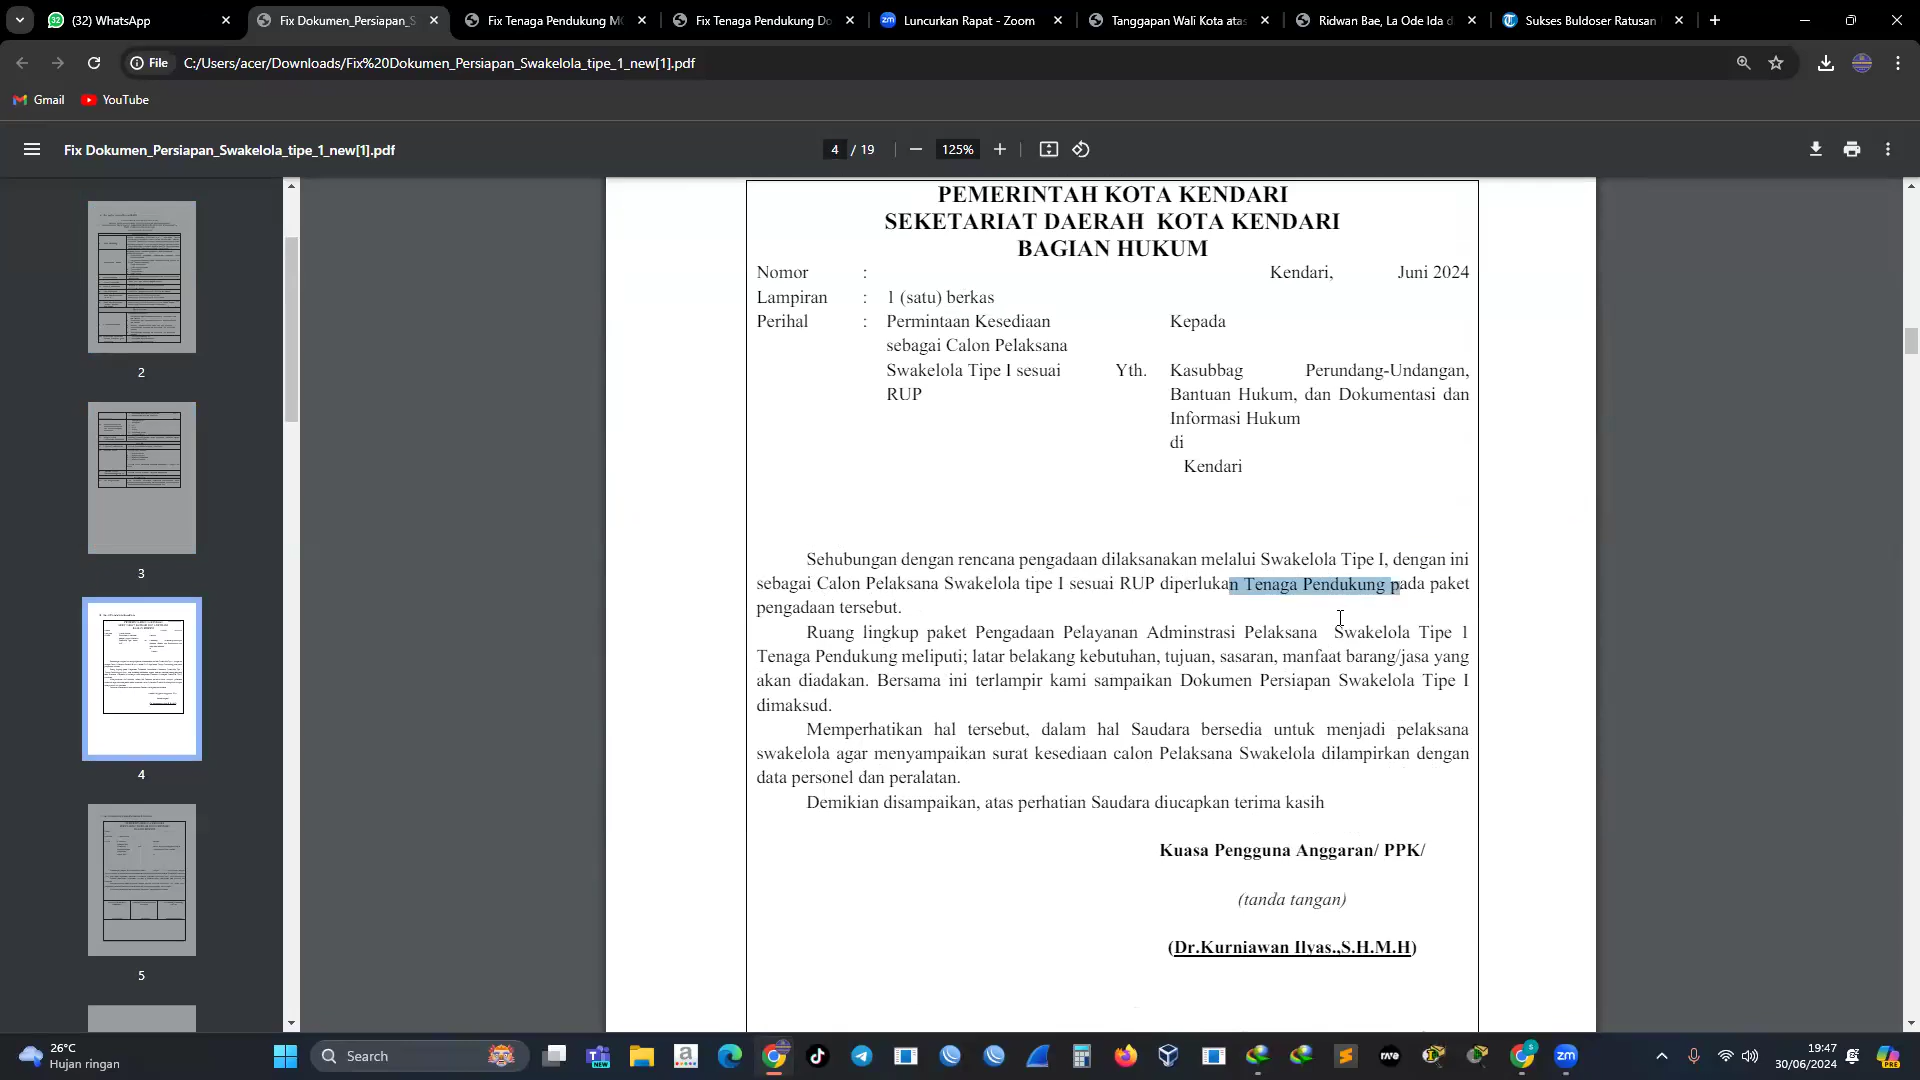 (32) WhatsApp
Fix Dokumen_Persiapan_S
Fix Tenaga Pendukung M
Fix Tenaga Pendukung Do
Luncurkan Rapat - Zoom
Tanggapan Wali Kota atas
Ridwan Bae, La Ode Ida d
Sukses Buldoser Ratusan
File
C:/Users/acer/Downloads/Fix%20Dokumen_Persiapan_Swakelola_tipe_1_new[1].pdf
Gmail
YouTube
Fix Dokumen_Persiapan_Swakelola_tipe_1_new[1].pdf
4 / 19
125%
2
3
4
5
PEMERINTAH KOTA KENDARI
SEKETARIAT DAERAH KOTA KENDARI
BAGIAN HUKUM
Nomor :
Kendari, Juni 2024
Lampiran : 1 (satu) berkas
Perihal : Permintaan Kesediaan
sebagai Calon Pelaksana
Swakelola Tipe I sesuai
RUP
Kepada
Yth. Kasubbag Perundang-Undangan,
Bantuan Hukum, dan Dokumentasi dan
Informasi Hukum
di
Kendari
Sehubungan dengan rencana pengadaan dilaksanakan melalui Swakelola Tipe I, dengan ini
sebagai Calon Pelaksana Swakelola tipe I sesuai RUP diperlukan Tenaga Pendukung pada paket
pengadaan tersebut.
Ruang lingkup paket Pengadaan Pelayanan Adminstrasi Pelaksana Swakelola Tipe 1
Tenaga Pendukung meliputi; latar belakang kebutuhan, tujuan, sasaran, manfaat barang/jasa yang
akan diadakan. Bersama ini terlampir kami sampaikan Dokumen Persiapan Swakelola Tipe I
dimaksud.
Memperhatikan hal tersebut, dalam hal Saudara bersedia untuk menjadi pelaksana
swakelola agar menyampaikan surat kesediaan calon Pelaksana Swakelola dilampirkan dengan
data personel dan peralatan.
Demikian disampaikan, atas perhatian Saudara diucapkan terima kasih
Kuasa Pengguna Anggaran/ PPK/
(tanda tangan)
(Dr.Kurniawan Ilyas.,S.H.M.H)
26°C
Hujan ringan
Search
19:47
30/06/2024